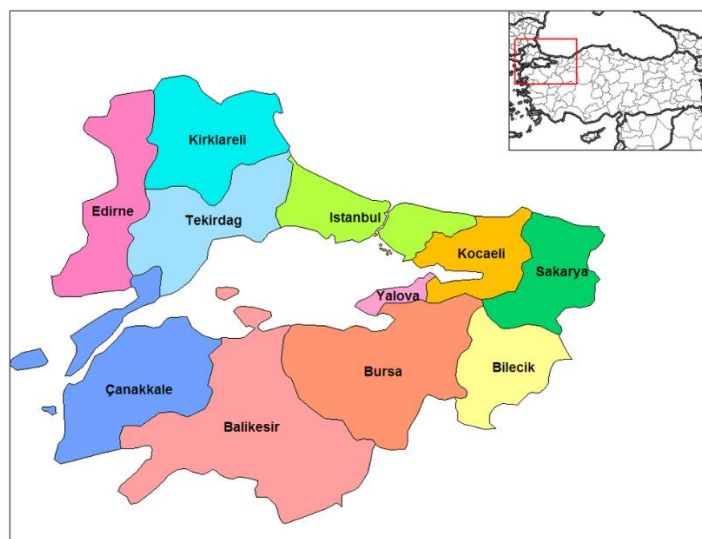 Kirklareli
Edirne
Tekirdag
Istanbul
Kocaeli
Sakarya
Yalova
Bursa
Bilecik
Çanakkale
Balikesir